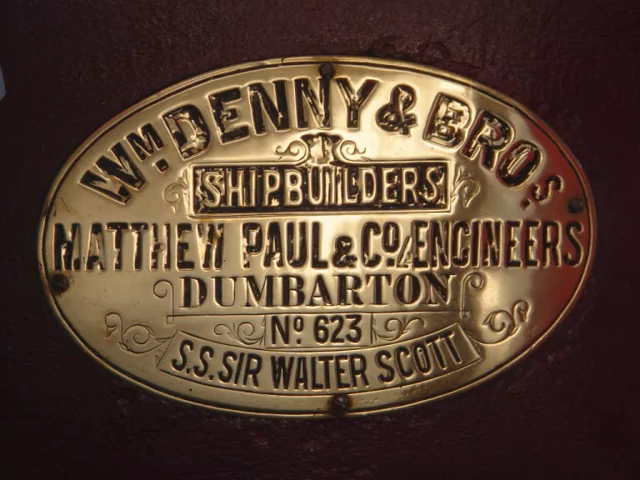 WM. DENNY & BROS.
SHIPBUILDERS
MATTHEW PAUL & CO. ENGINEERS
DUMBARTON
NO 623
S.S. SIR WALTER SCOTT